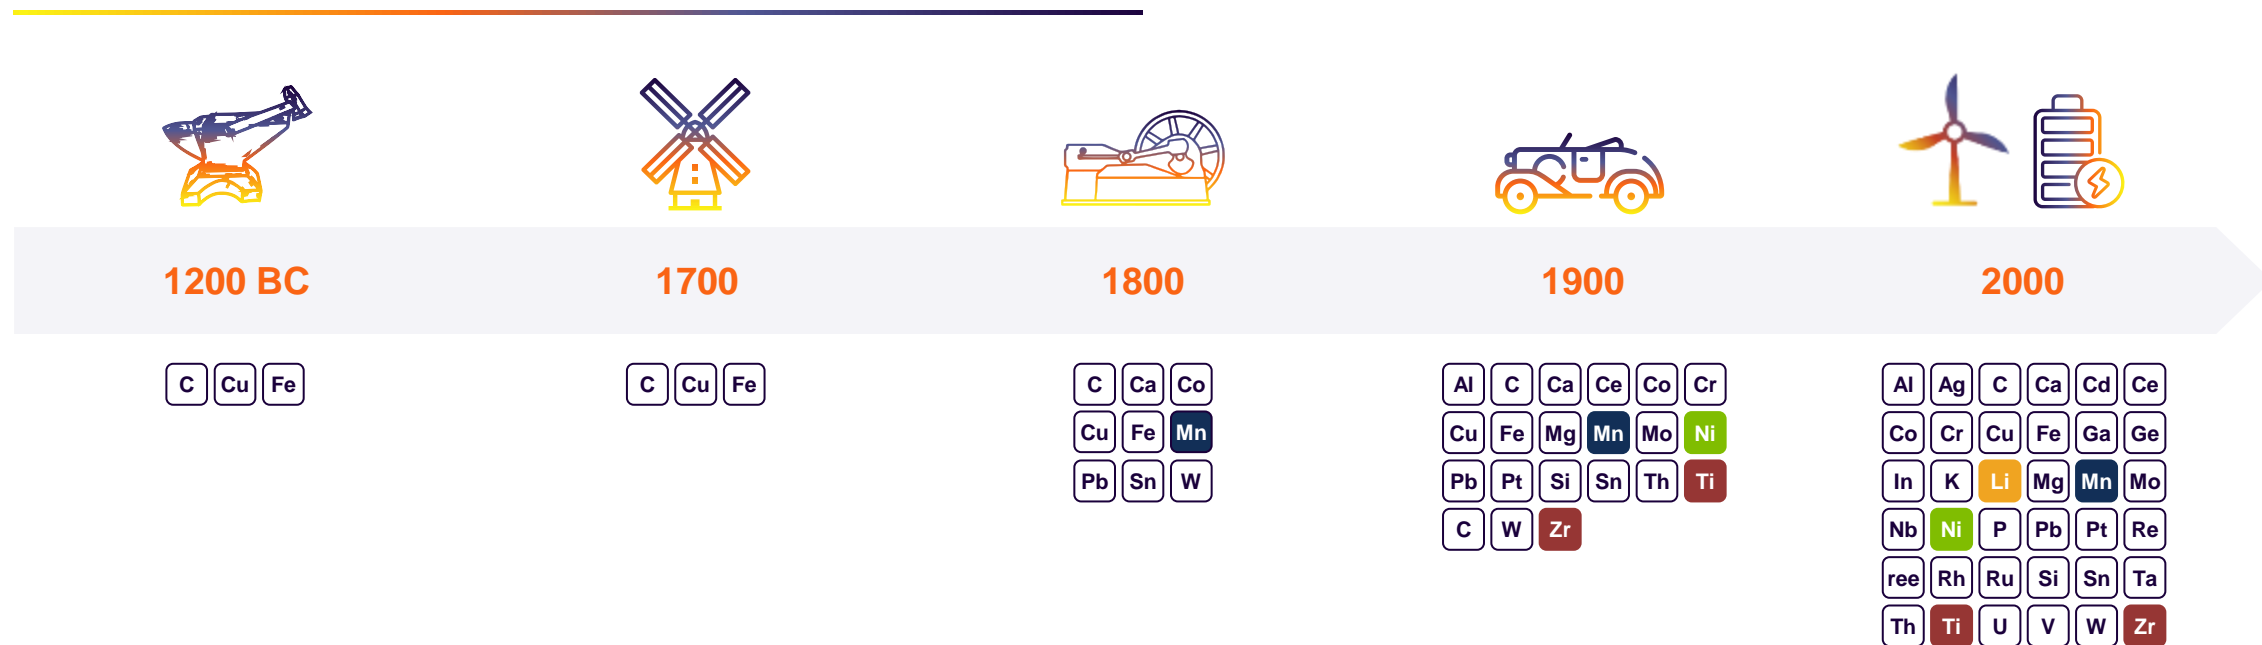 1200 BC 1700 1800 1900 2000
C Cu Fe
C Cu Fe
C Ca Co
Cu Fe Mn
Pb Sn W
Al C Ca Ce Co Cr
Cu Fe Mg Mn Mo Ni
Pb Pt Si Sn Th Ti
C W Zr
Al Ag C Ca Cd Ce
Co Cr Cu Fe Ga Ge
In K Li Mg Mn Mo
Nb Ni P Pb Pt Re
ree Rh Ru Si Sn Ta
Th Ti U V W Zr